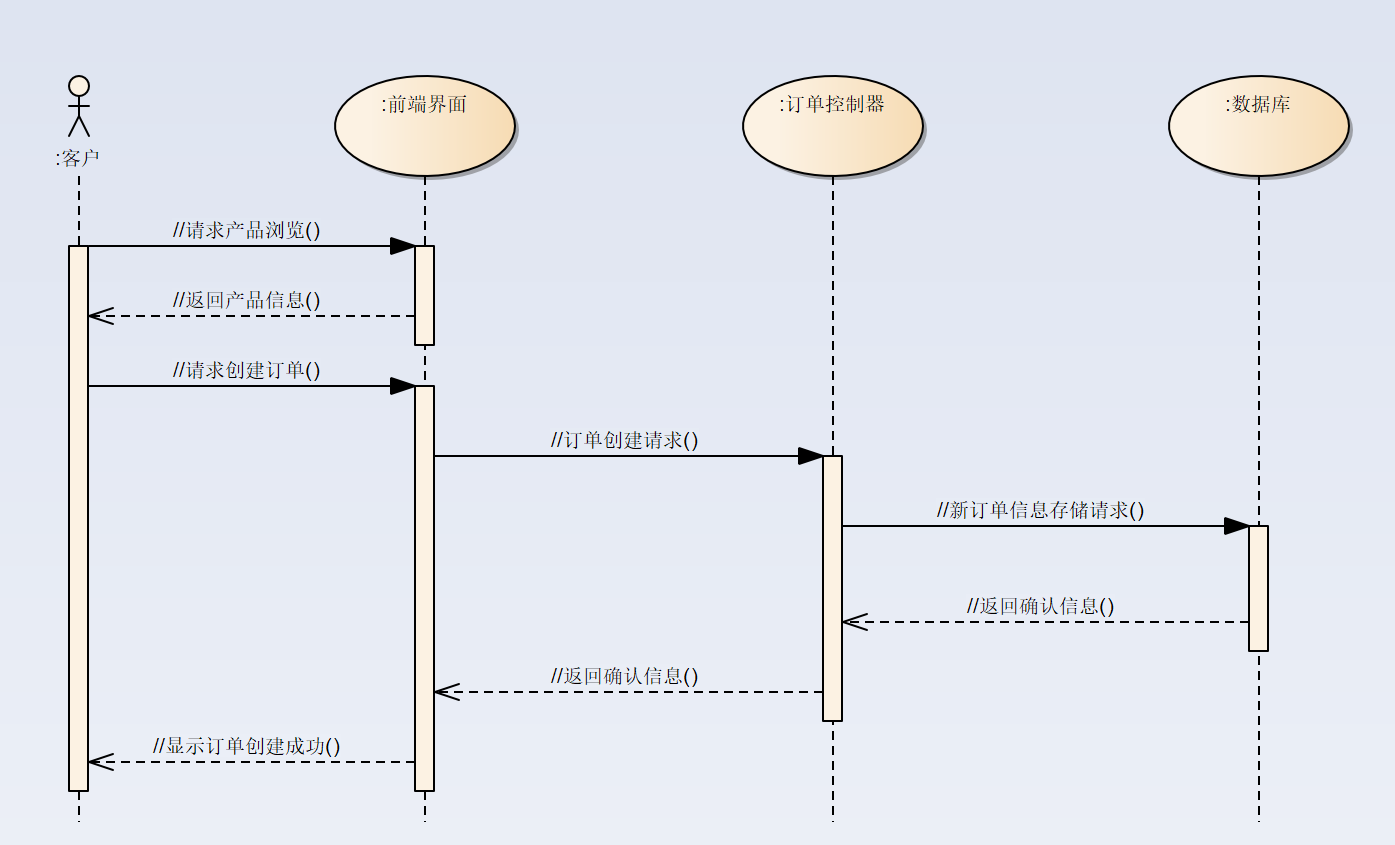 :前端界面
:订单控制器
:数据库
:客户
//请求产品浏览()
//返回产品信息()
//请求创建订单()
//订单创建请求()
//新订单信息存储请求()
//返回确认信息()
//返回确认信息()
//显示订单创建成功()